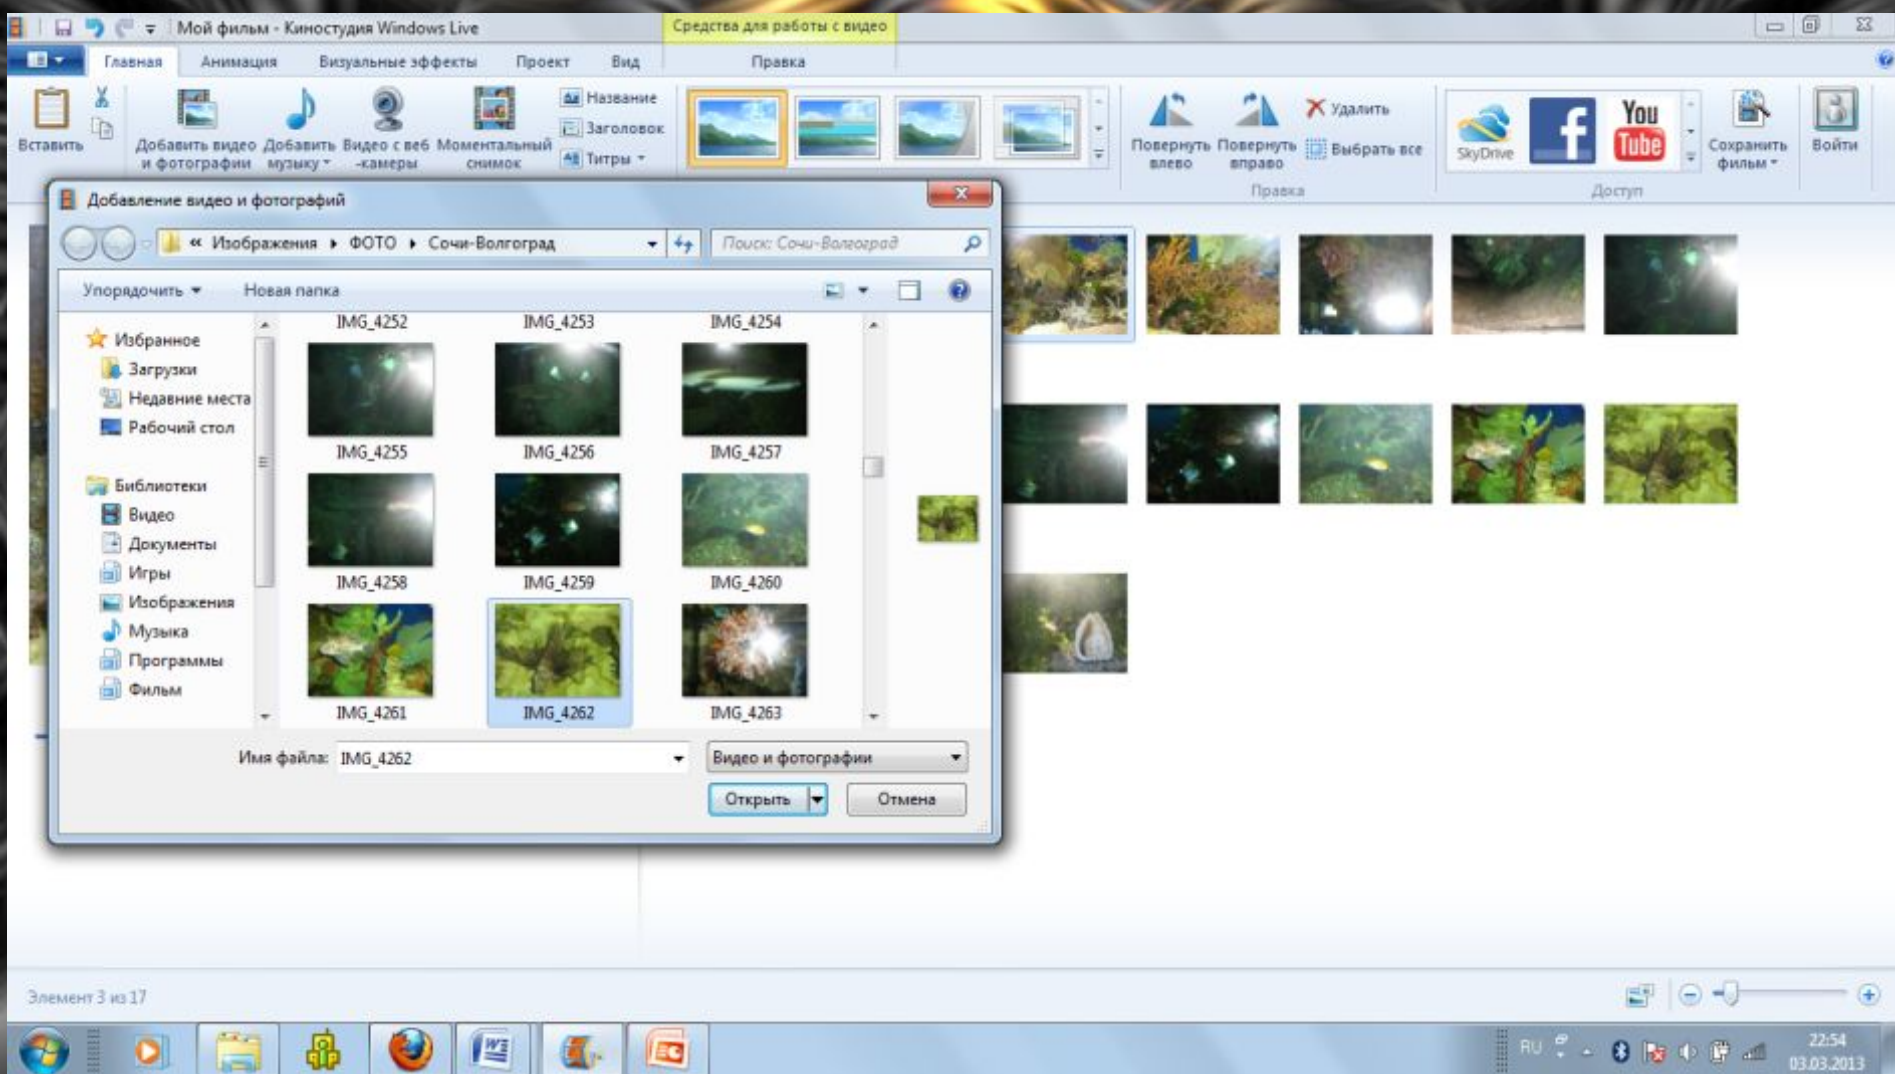 Мой фильм - Киностудия Windows Live
Средства для работы с видео
Главная Анимация Визуальные эффекты Проект Вид Правка
Вставить
Добавить видео и фотографии
Добавить музыку
Видео с веб-камеры
Моментальный снимок
Название
Заголовок
Титры
Повернуть влево
Повернуть вправо
Удалить
Выбрать все
Правка
SkyDrive
f
You Tube
Доступ
Сохранить фильм
Войти
Добавление видео и фотографий
« Изображения ▸ ФОТО ▸ Сочи-Волгоград
Поиск: Сочи-Волгоград
Упорядочить Новая папка
Избранное
Загрузки
Недавние места
Рабочий стол
Библиотеки
Видео
Документы
Игры
Изображения
Музыка
Программы
Фильм
IMG_4252 IMG_4253 IMG_4254
IMG_4255 IMG_4256 IMG_4257
IMG_4258 IMG_4259 IMG_4260
IMG_4261 IMG_4262 IMG_4263
Имя файла: IMG_4262
Видео и фотографии
Открыть Отмена
Элемент 3 из 17
RU
22:54
03.03.2013